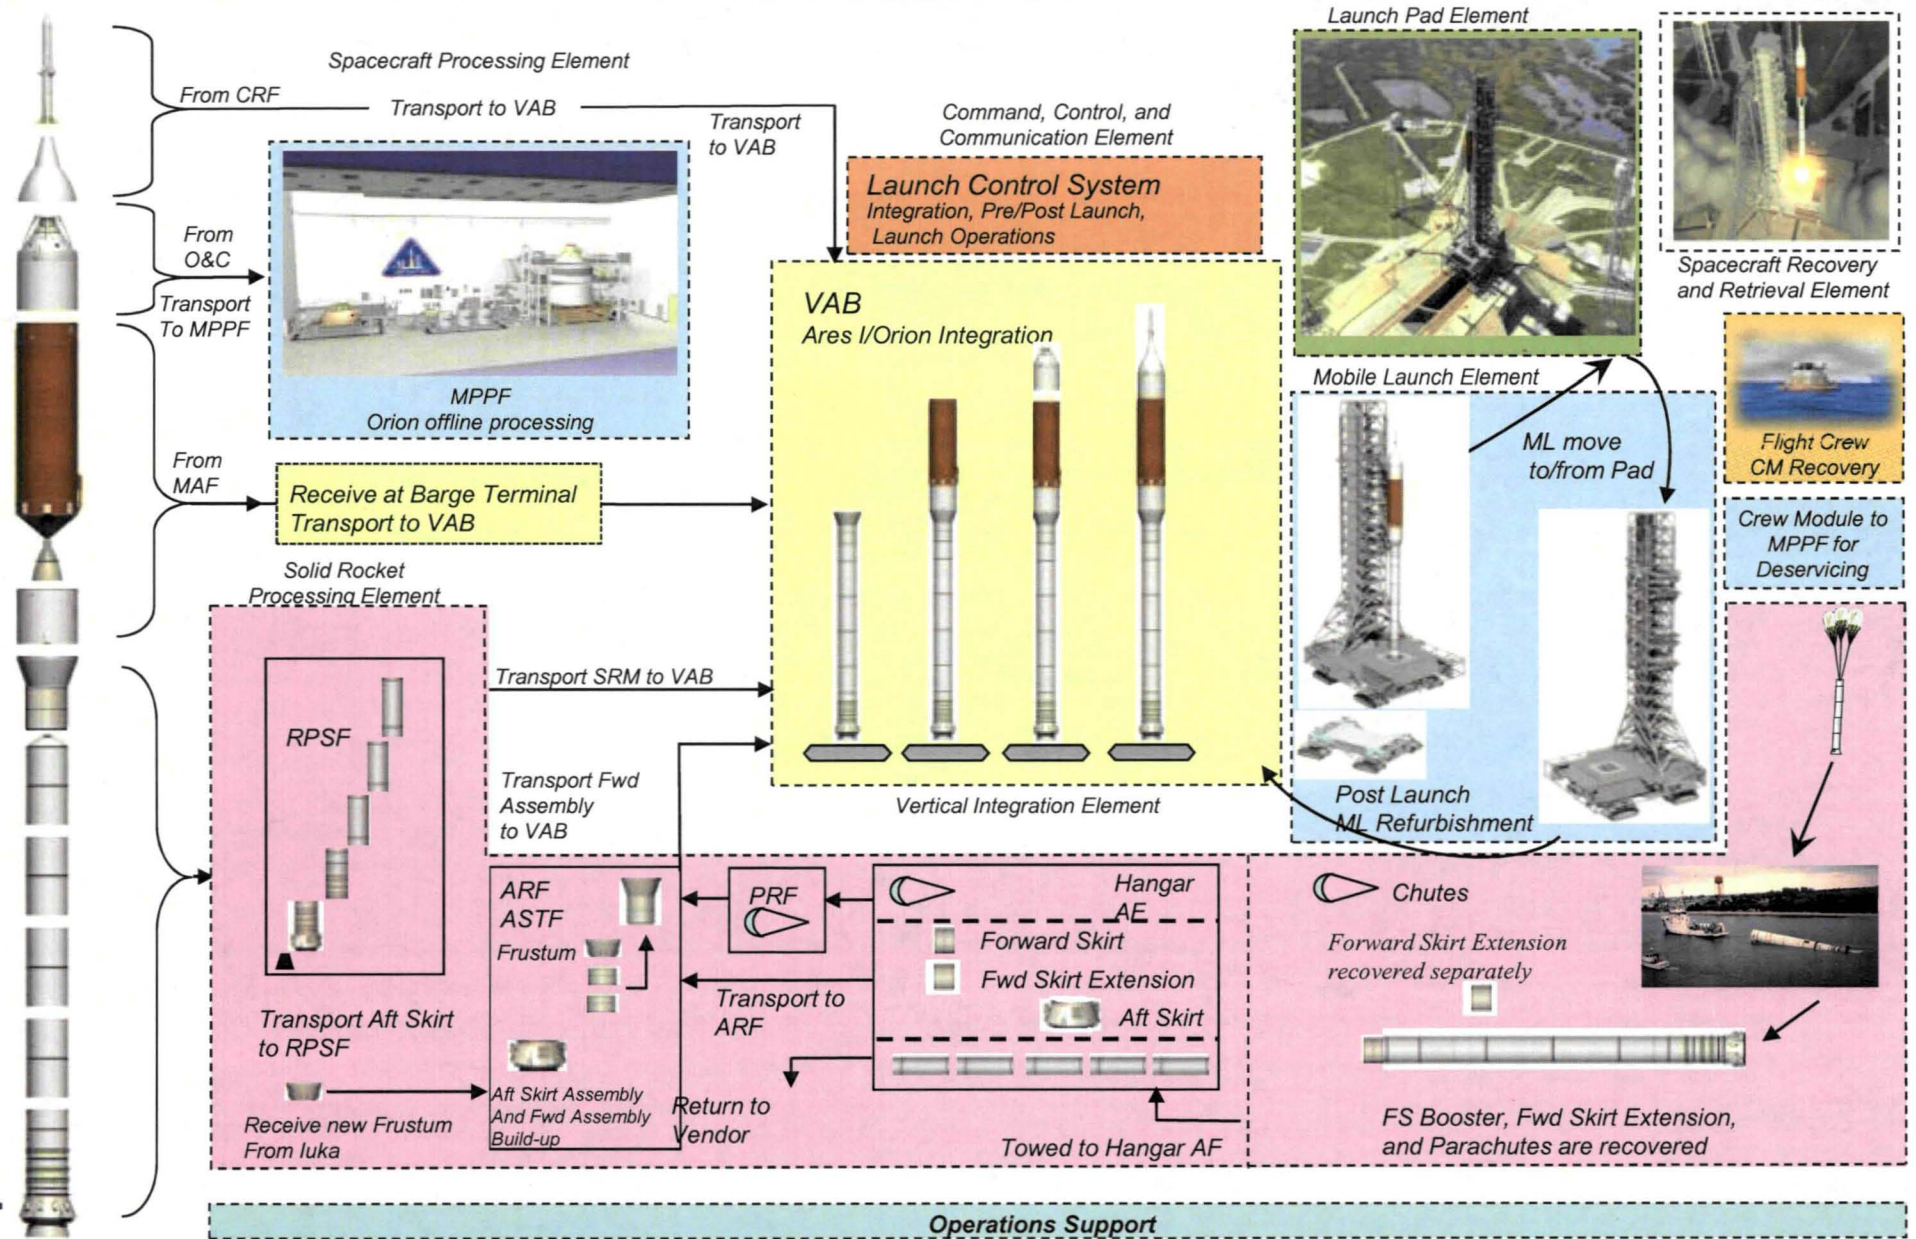 Launch Pad Element
Spacecraft Processing Element
From CRF
Transport to VAB
Transport
to VAB
Command, Control, and
Communication Element
Launch Control System
Integration, Pre/Post Launch,
Launch Operations
From
O&C
Transport
To MPPF
MPPF
Orion offline processing
VAB
Ares I/Orion Integration
Spacecraft Recovery
and Retrieval Element
Mobile Launch Element
ML move
to/from Pad
Flight Crew
CM Recovery
Crew Module to
MPPF for
Deservicing
From
MAF
Receive at Barge Terminal
Transport to VAB
Solid Rocket
Processing Element
RPSF
Transport SRM to VAB
Transport Fwd
Assembly
to VAB
Vertical Integration Element
Post Launch
ML Refurbishment
ARF
ASTF
Frustum
PRF
Hangar
AF
Forward Skirt
Fwd Skirt Extension
Aft Skirt
Transport to
ARF
Chutes
Forward Skirt Extension
recovered separately
Transport Aft Skirt
to RPSF
Receive new Frustum
From Iuka
Aft Skirt Assembly
And Fwd Assembly
Build-up
Return to
Vendor
Towed to Hangar AF
FS Booster, Fwd Skirt Extension,
and Parachutes are recovered
Operations Support